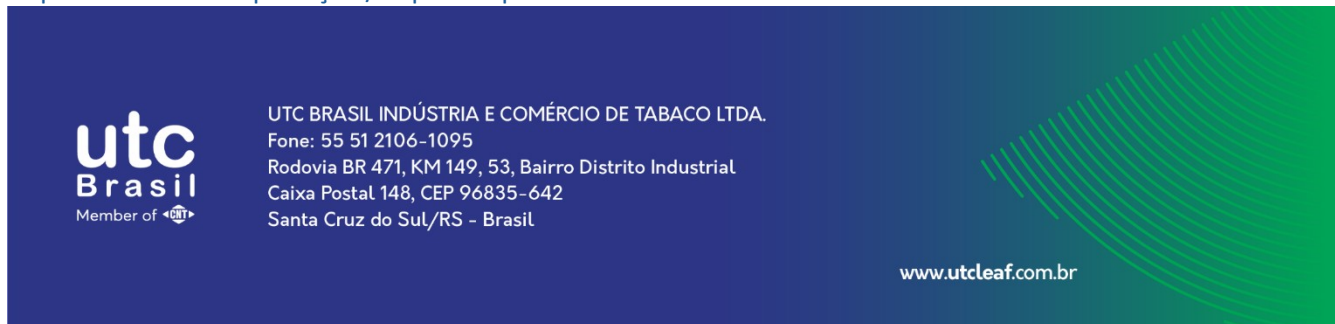 utc
Brasil
Member of CNT
UTC BRASIL INDÚSTRIA E COMÉRCIO DE TABACO LTDA.
Fone: 55 51 2106-1095
Rodovia BR 471, KM 149, 53, Bairro Distrito Industrial
Caixa Postal 148, CEP 96835-642
Santa Cruz do Sul/RS - Brasil
www.utcleaf.com.br